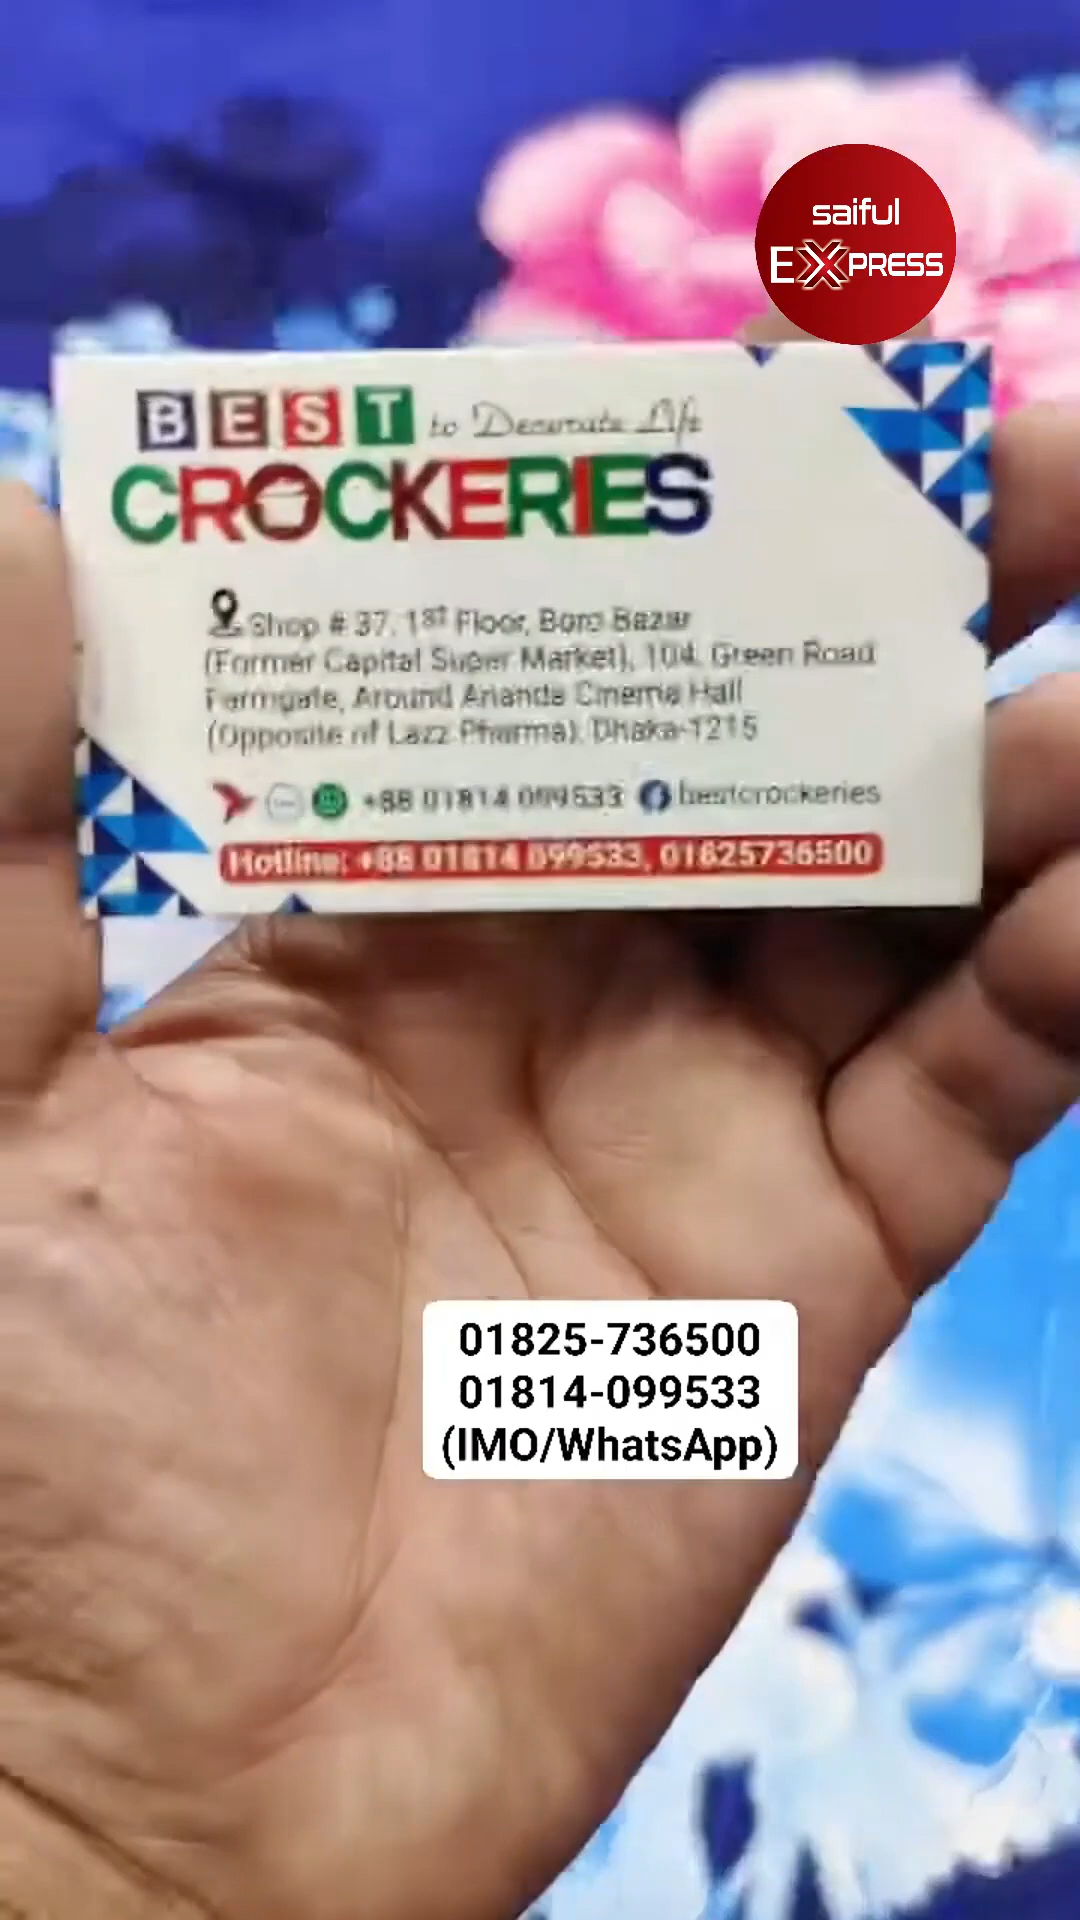 saiful
EXPRESS
BEST to Decorate Life
CROCKERIES
Shop # 37, 1ST Floor, Boro Bazar
(Former Capital Super Market), 104, Green Road
Farmgate, Around Ananda Cinema Hall
(Opposite of Lazz Pharma), Dhaka-1215
+88 01814 099533 bestcrockeries
Hotline: +88 01814 099533, 01825736500
01825-736500
01814-099533
(IMO/WhatsApp)